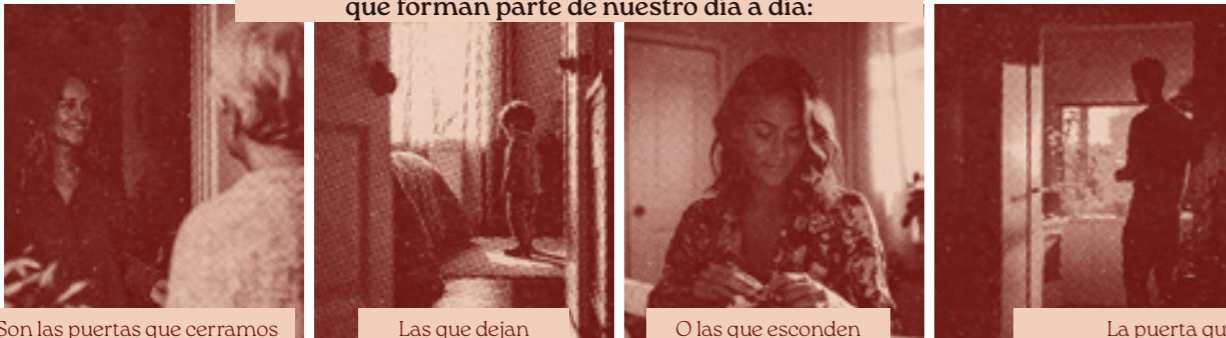 que forman parte de nuestro día a día:
Son las puertas que cerramos
Las que dejan
O las que esconden
La puerta